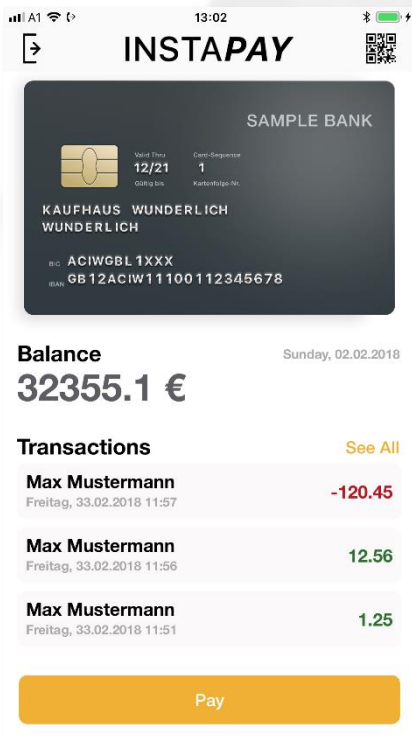 A1 13:02
INSTAPAY
SAMPLE BANK
Valid Thru Card-Sequence
12/21 1
Gültig bis Kartenfolge-Nr.
KAUFHAUS WUNDERLICH
WUNDERLICH
BIC ACIWGBL1XXX
IBAN GB12ACIW11100112345678
Balance Sunday, 02.02.2018
32355.1 €
Transactions See All
Max Mustermann
Freitag, 33.02.2018 11:57 -120.45
Max Mustermann
Freitag, 33.02.2018 11:56 12.56
Max Mustermann
Freitag, 33.02.2018 11:51 1.25
Pay